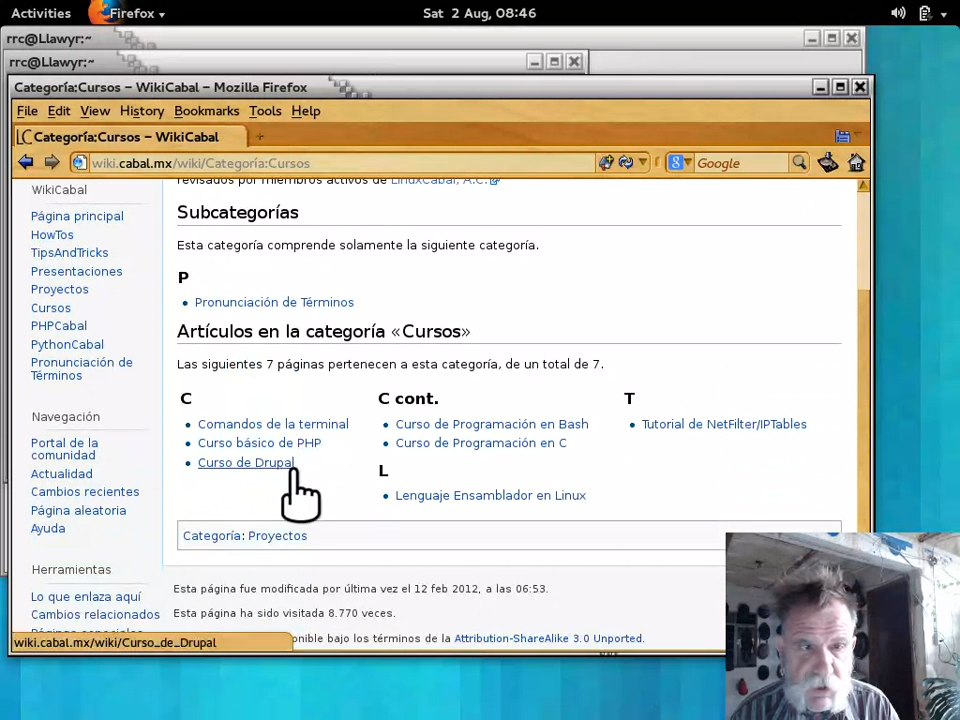 Activities
Firefox
Sat 2 Aug, 08:46
rrc@Llawyr:~
rrc@Llawyr:~
Categoría:Cursos – WikiCabal – Mozilla Firefox
File Edit View History Bookmarks Tools Help
Categoría:Cursos – WikiCabal
wiki.cabal.mx/wiki/Categoría:Cursos
Google
WikiCabal
Página principal
HowTos
TipsAndTricks
Presentaciones
Proyectos
Cursos
PHPCabal
PythonCabal
Pronunciación de
Términos
Navegación
Portal de la
comunidad
Actualidad
Cambios recientes
Página aleatoria
Ayuda
Herramientas
Lo que enlaza aquí
Cambios relacionados
revisados por miembros activos de LinuxCabal, A.C.
Subcategorías
Esta categoría comprende solamente la siguiente categoría.
P
Pronunciación de Términos
Artículos en la categoría «Cursos»
Las siguientes 7 páginas pertenecen a esta categoría, de un total de 7.
C
Comandos de la terminal
Curso básico de PHP
Curso de Drupal
C cont.
Curso de Programación en Bash
Curso de Programación en C
L
Lenguaje Ensamblador en Linux
T
Tutorial de NetFilter/IPTables
Categoría: Proyectos
Esta página fue modificada por última vez el 12 feb 2012, a las 06:53.
Esta página ha sido visitada 8.770 veces.
ponible bajo los términos de la Attribution-ShareAlike 3.0 Unported.
wiki.cabal.mx/wiki/Curso_de_Drupal